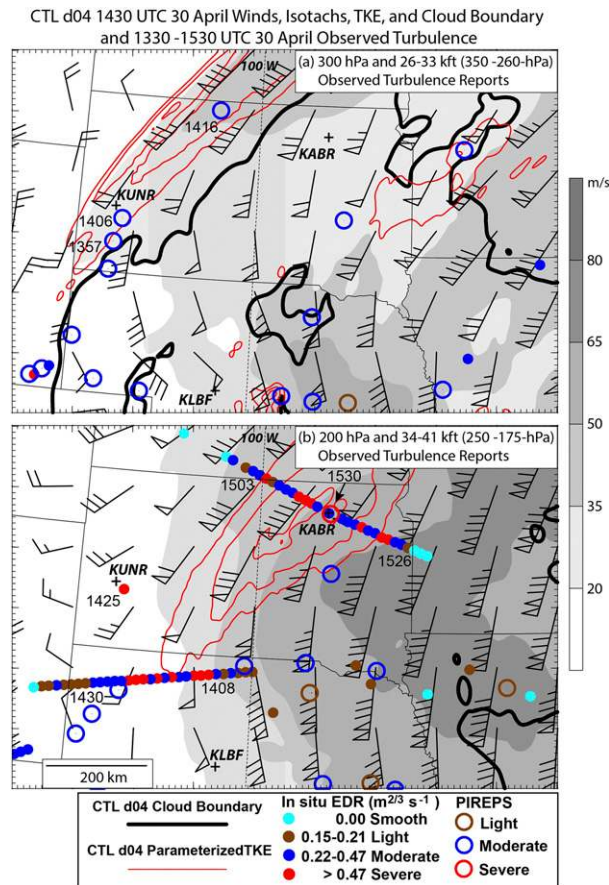 CTL d04 1430 UTC 30 April Winds, Isotachs, TKE, and Cloud Boundary
and 1330 -1530 UTC 30 April Observed Turbulence
100 W
(a) 300 hPa and 26-33 kft (350 -260-hPa)
Observed Turbulence Reports
1416
KABR
KUNR
1406
1357
KLBF
m/s
80
65
50
35
20
100 W
(b) 200 hPa and 34-41 kft (250 -175-hPa)
Observed Turbulence Reports
1503
1530
KABR
1526
KUNR
1425
1430
1408
KLBF
200 km
CTL d04 Cloud Boundary
CTL d04 ParameterizedTKE
In situ EDR (m2/3 s-1)
0.00 Smooth
0.15-0.21 Light
0.22-0.47 Moderate
> 0.47 Severe
PIREPS
Light
Moderate
Severe